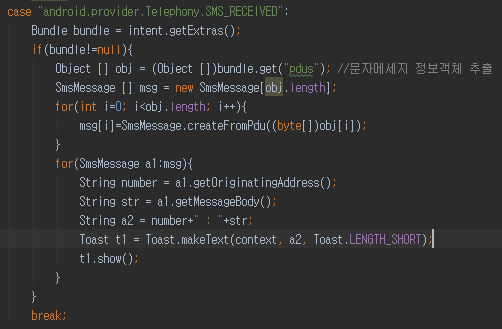 case "android.provider.Telephony.SMS_RECEIVED":
    Bundle bundle = intent.getExtras();
    if(bundle!=null){
        Object [] obj = (Object [])bundle.get("pdus"); //문자메세지 정보객체 추출
        SmsMessage [] msg = new SmsMessage[obj.length];
        for(int i=0; i<obj.length; i++){
            msg[i]=SmsMessage.createFromPdu((byte[])obj[i]);
        }
        for(SmsMessage a1:msg){
            String number = a1.getOriginatingAddress();
            String str = a1.getMessageBody();
            String a2 = number+" : "+str;
            Toast t1 = Toast.makeText(context, a2, Toast.LENGTH_SHORT);
            t1.show();
        }
    }
    break;